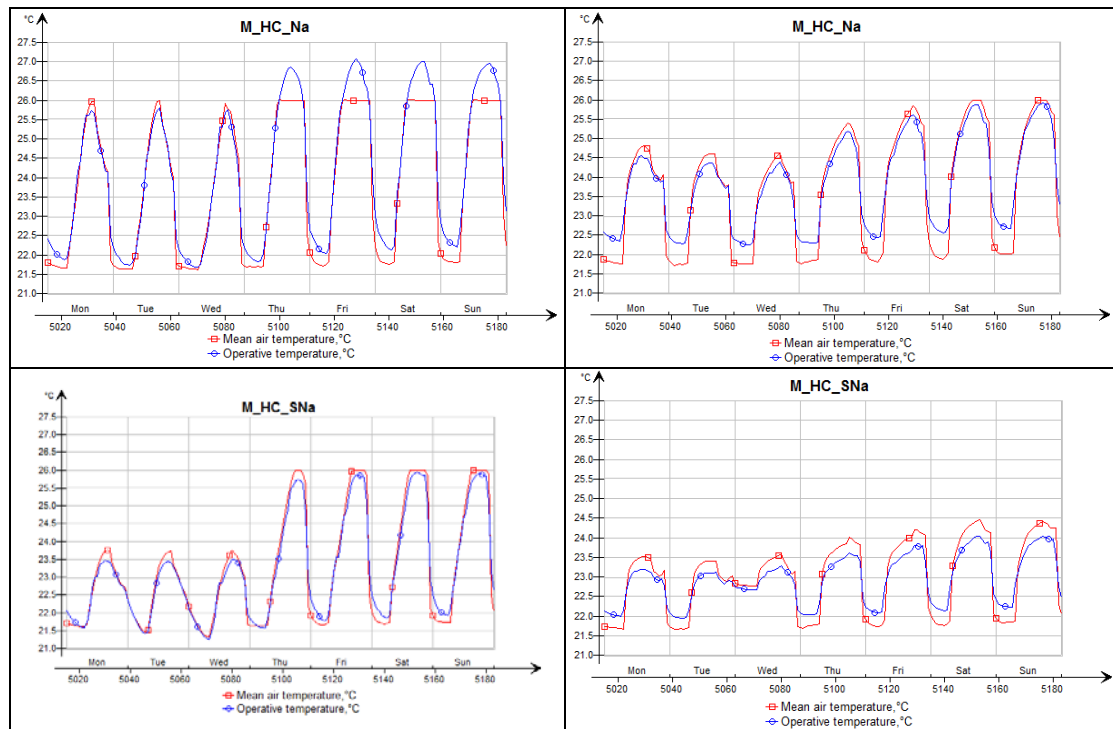 °C
M_HC_Na
27.5
27.0
26.5
26.0
25.5
25.0
24.5
24.0
23.5
23.0
22.5
22.0
21.5
21.0
Mon Tue Wed Thu Fri Sat Sun
5020 5040 5060 5080 5100 5120 5140 5160 5180
Mean air temperature,°C
Operative temperature,°C
°C
M_HC_Na
27.5
27.0
26.5
26.0
25.5
25.0
24.5
24.0
23.5
23.0
22.5
22.0
21.5
21.0
Mon Tue Wed Thu Fri Sat Sun
5020 5040 5060 5080 5100 5120 5140 5160 5180
Mean air temperature,°C
Operative temperature,°C
°C
M_HC_SNa
27.5
27.0
26.5
26.0
25.5
25.0
24.5
24.0
23.5
23.0
22.5
22.0
21.5
21.0
Mon Tue Wed Thu Fri Sat Sun
5020 5040 5060 5080 5100 5120 5140 5160 5180
Mean air temperature,°C
Operative temperature,°C
°C
M_HC_SNa
27.5
27.0
26.5
26.0
25.5
25.0
24.5
24.0
23.5
23.0
22.5
22.0
21.5
21.0
Mon Tue Wed Thu Fri Sat Sun
5020 5040 5060 5080 5100 5120 5140 5160 5180
Mean air temperature,°C
Operative temperature,°C